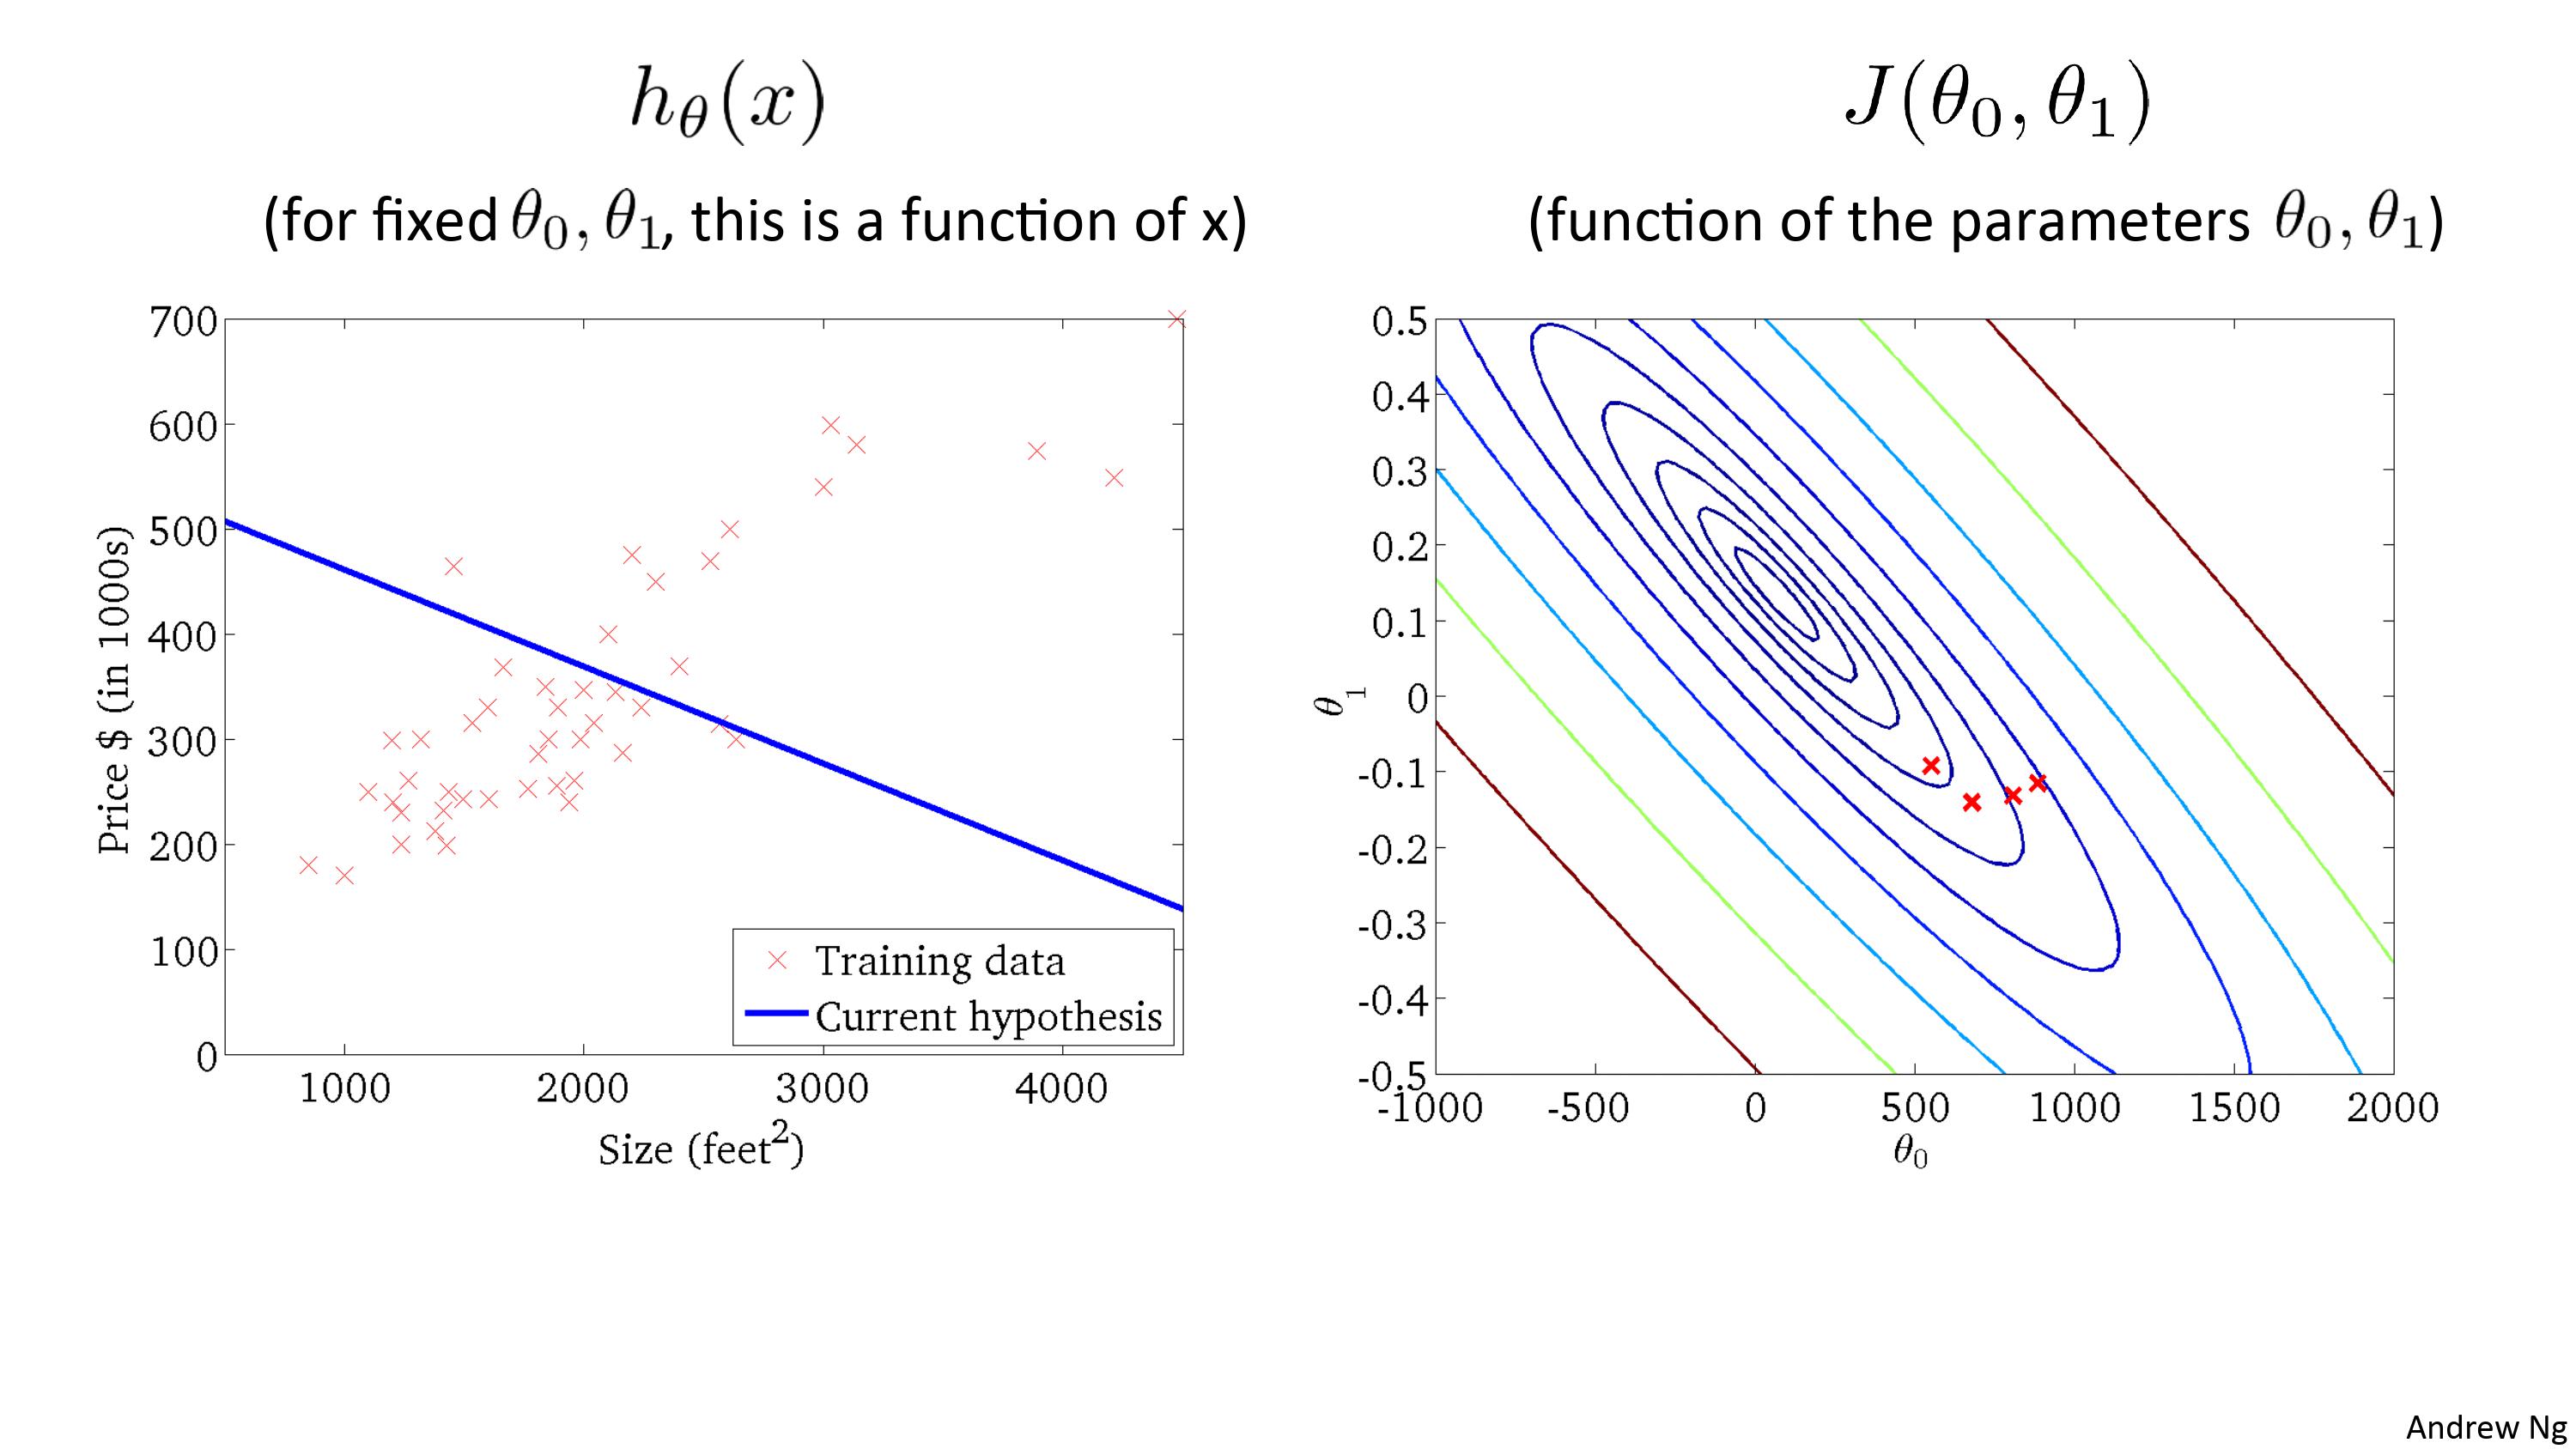 h_θ(x)
(for fixed θ₀, θ₁, this is a function of x)
700
600
500
400
300
200
100
0
Price $ (in 1000s)
1000 2000 3000 4000
Size (feet²)
Training data
Current hypothesis
J(θ₀, θ₁)
(function of the parameters θ₀, θ₁)
0.5
0.4
0.3
0.2
0.1
0
-0.1
-0.2
-0.3
-0.4
-0.5
θ₁
-1000 -500 0 500 1000 1500 2000
θ₀
Andrew Ng